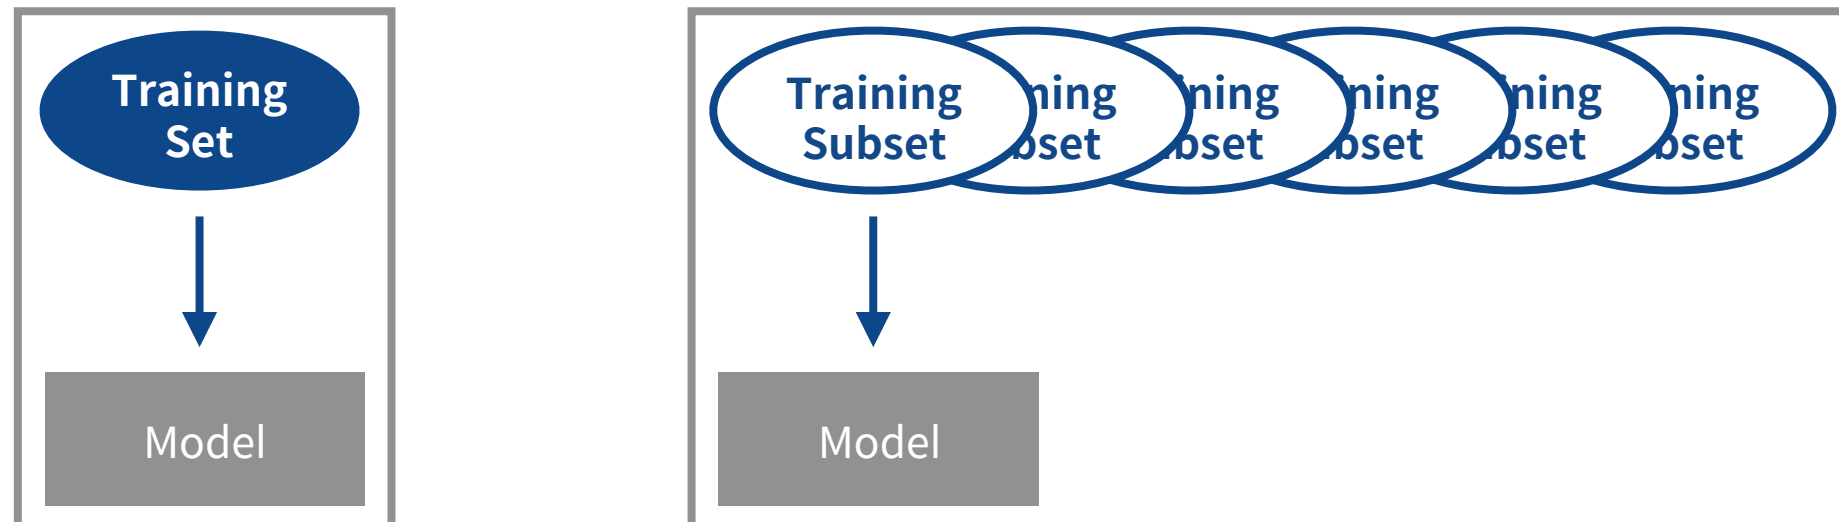 Training
Set
Training
Subset
ning
bset
ning
bset
ning
bset
ning
bset
ning
bset
Model
Model